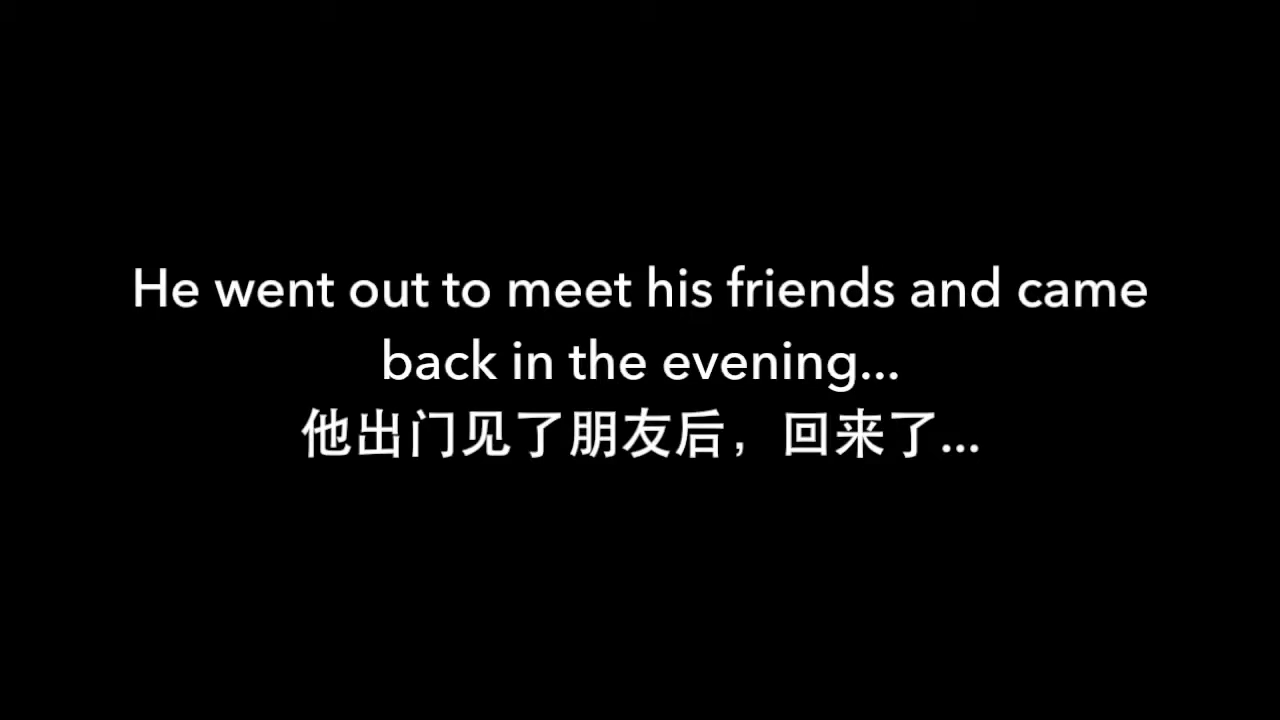 He went out to meet his friends and came
back in the evening...
他出门见了朋友后，回来了...